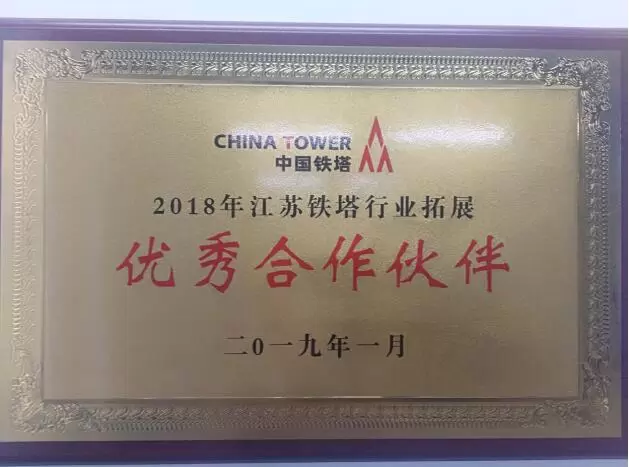 CHINA TOWER
中国铁塔
2018年江苏铁塔行业拓展
优秀合作伙伴
二0一九年一月